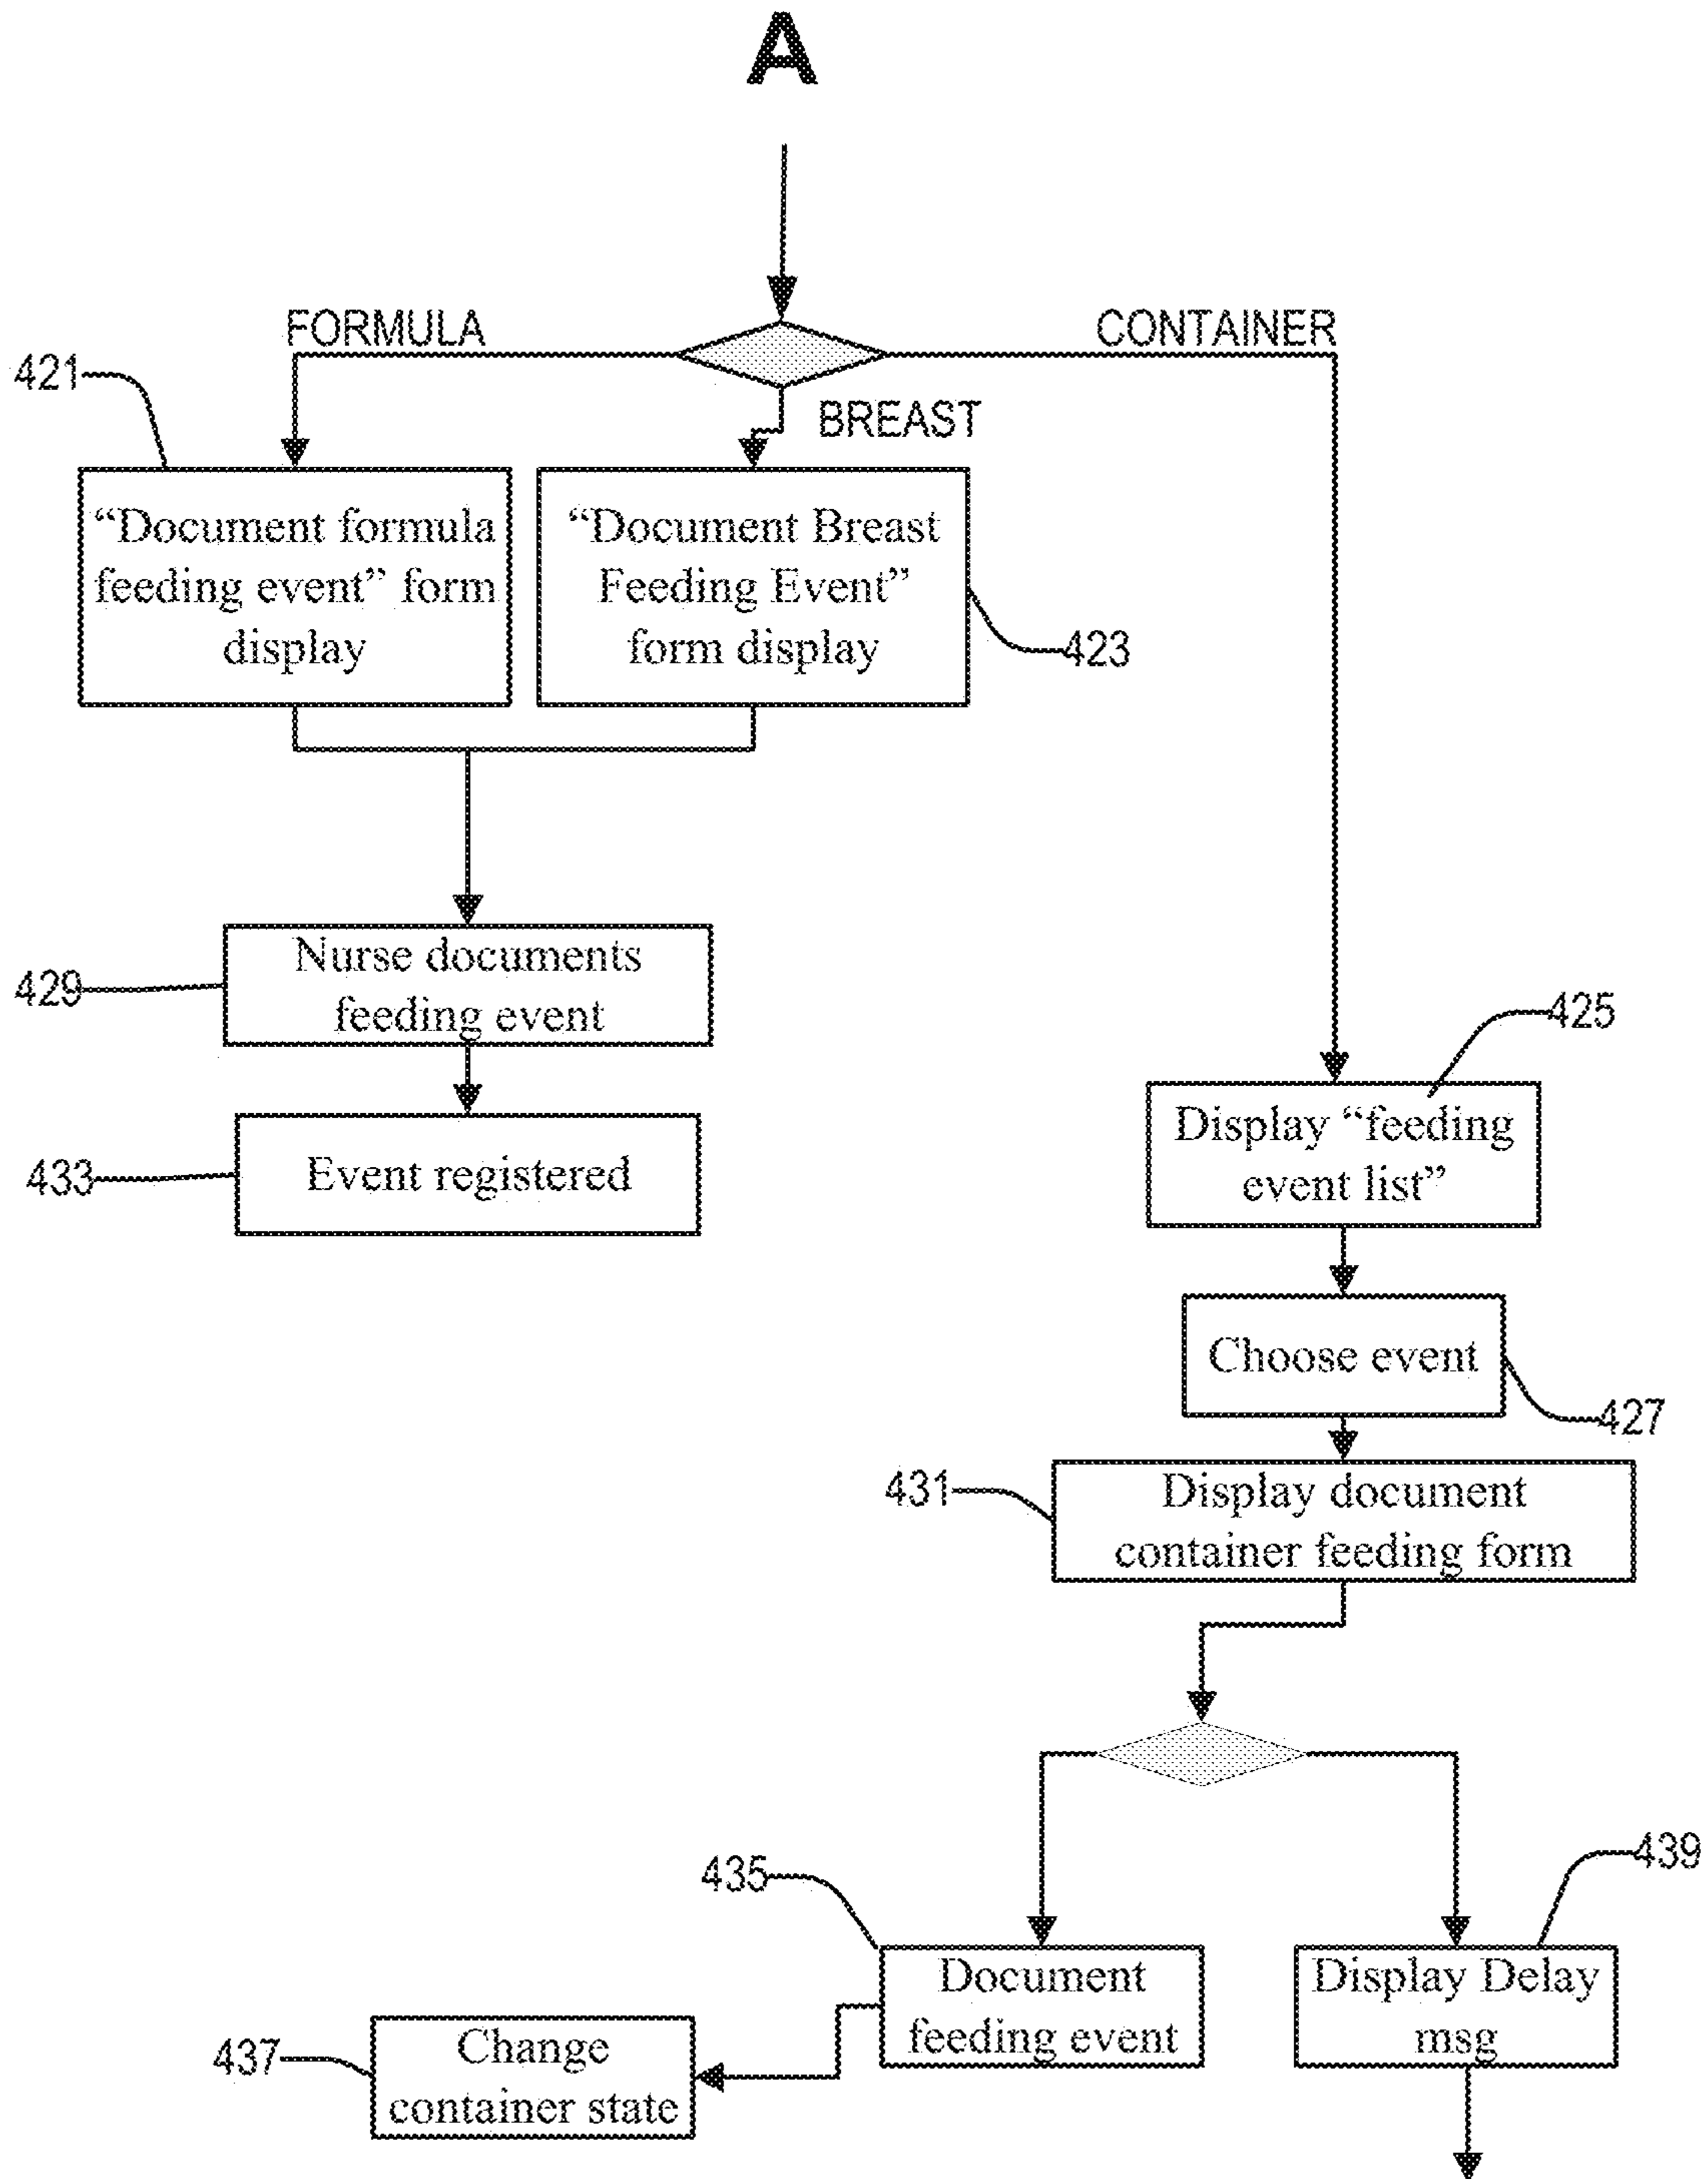 A
FORMULA
CONTAINER
BREAST
421
“Document formula
feeding event” form
display
“Document Breast
Feeding Event”
form display
423
429
Nurse documents
feeding event
433
Event registered
425
Display “feeding
event list”
Choose event
427
431
Display document
container feeding form
435
Document
feeding event
439
Display Delay
msg
437
Change
container state